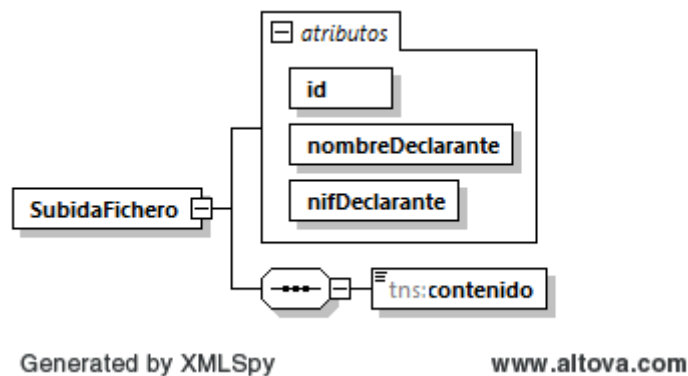 atributos
id
nombreDeclarante
nifDeclarante
SubidaFichero
tns:contenido
Generated by XMLSpy
www.altova.com